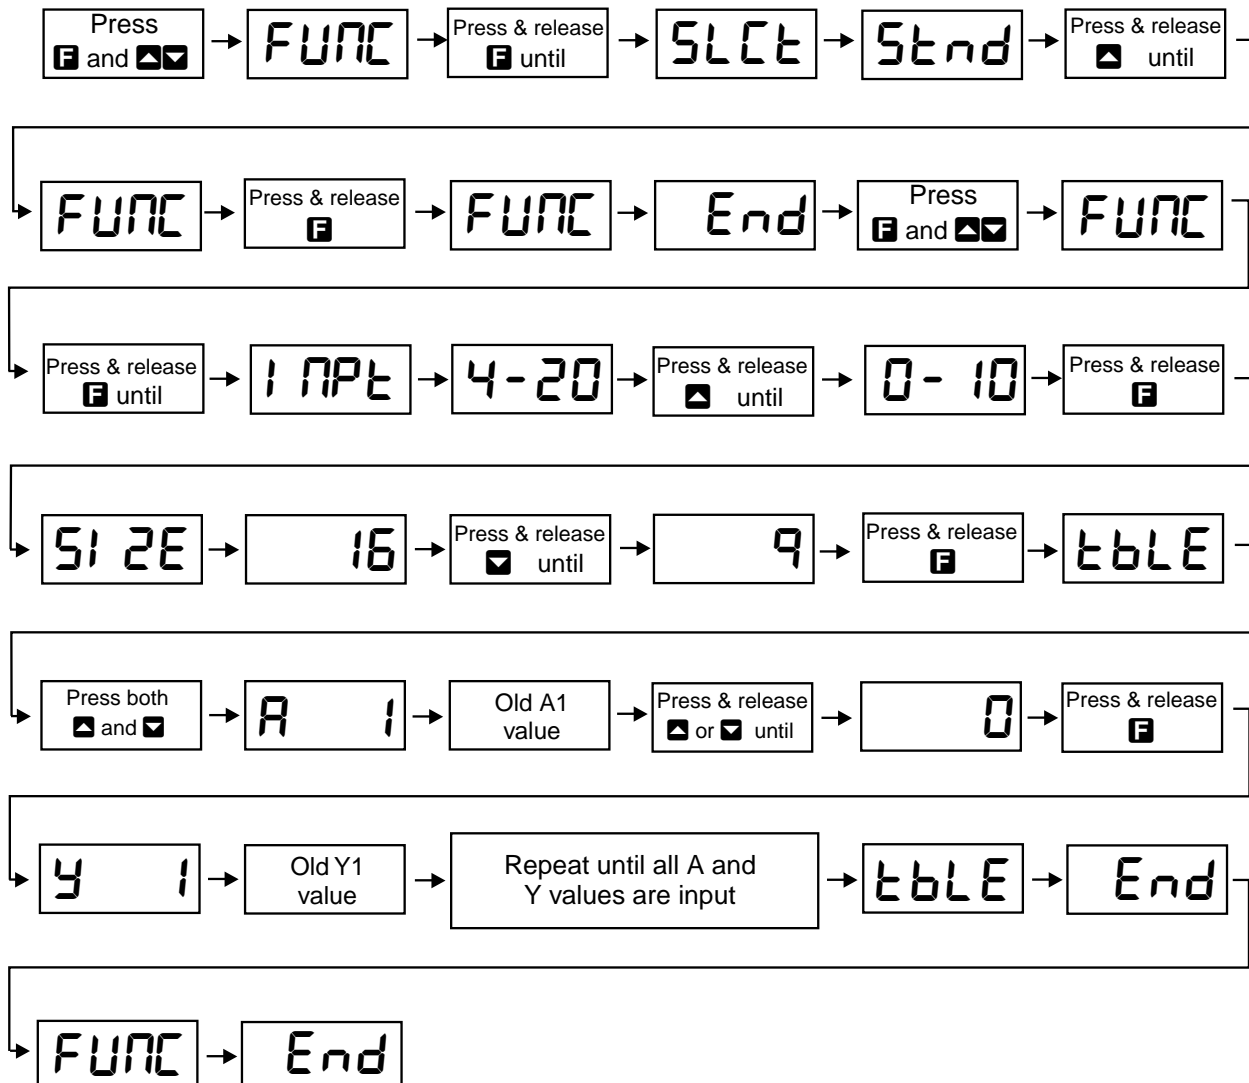 Press
F and
FUNC
Press & release
F until
SLCt
Stnd
Press & release
until
FUNC
Press & release
F
FUNC
End
Press
F and
FUNC
Press & release
F until
INPt
4-20
Press & release
until
0-10
Press & release
F
SIZE
16
Press & release
until
9
Press & release
F
tbLE
Press both
and
A 1
Old A1
value
Press & release
or until
0
Press & release
F
Y 1
Old Y1
value
Repeat until all A and
Y values are input
tbLE
End
FUNC
End